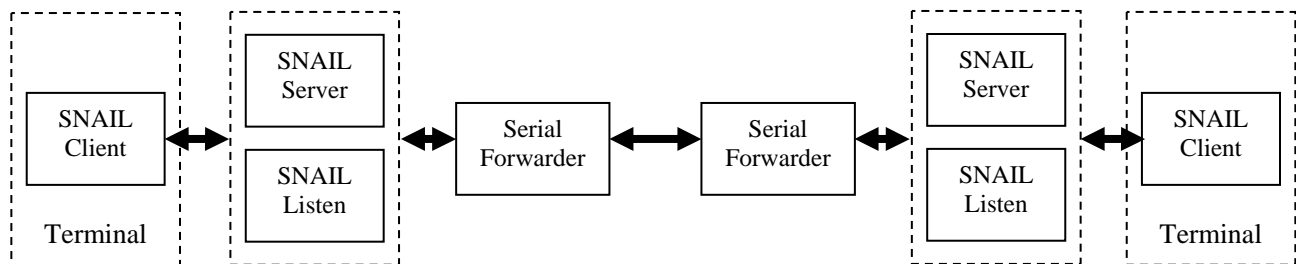 SNAIL
Client
Terminal
SNAIL
Server
SNAIL
Listen
Serial
Forwarder
Serial
Forwarder
SNAIL
Server
SNAIL
Listen
SNAIL
Client
Terminal